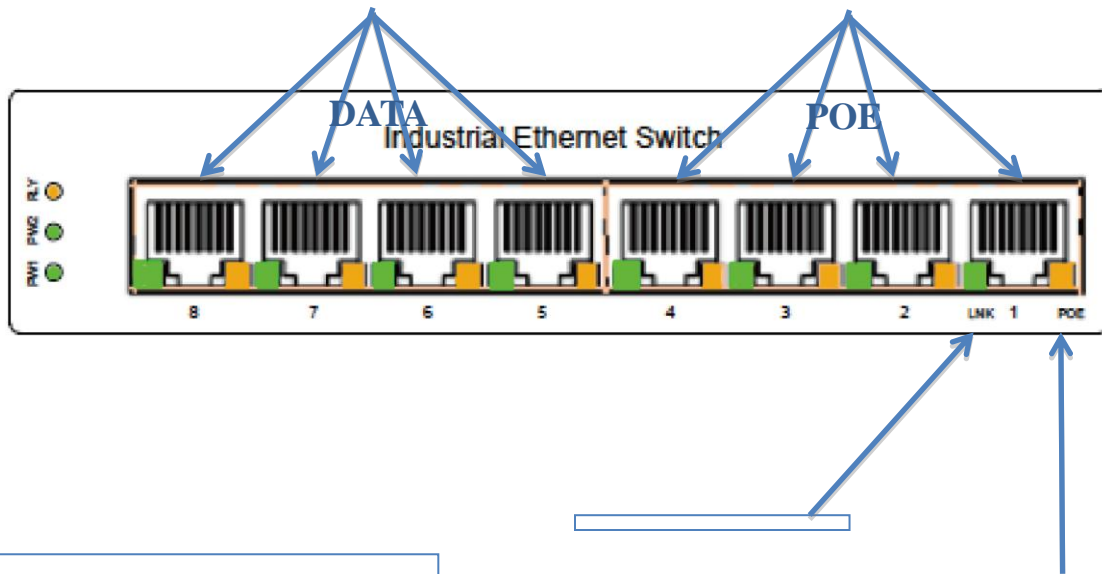 DATA
POE
Industrial Ethernet Switch
RLY
PW2
PW1
8 7 6 5 4 3 2 LNK 1 POE